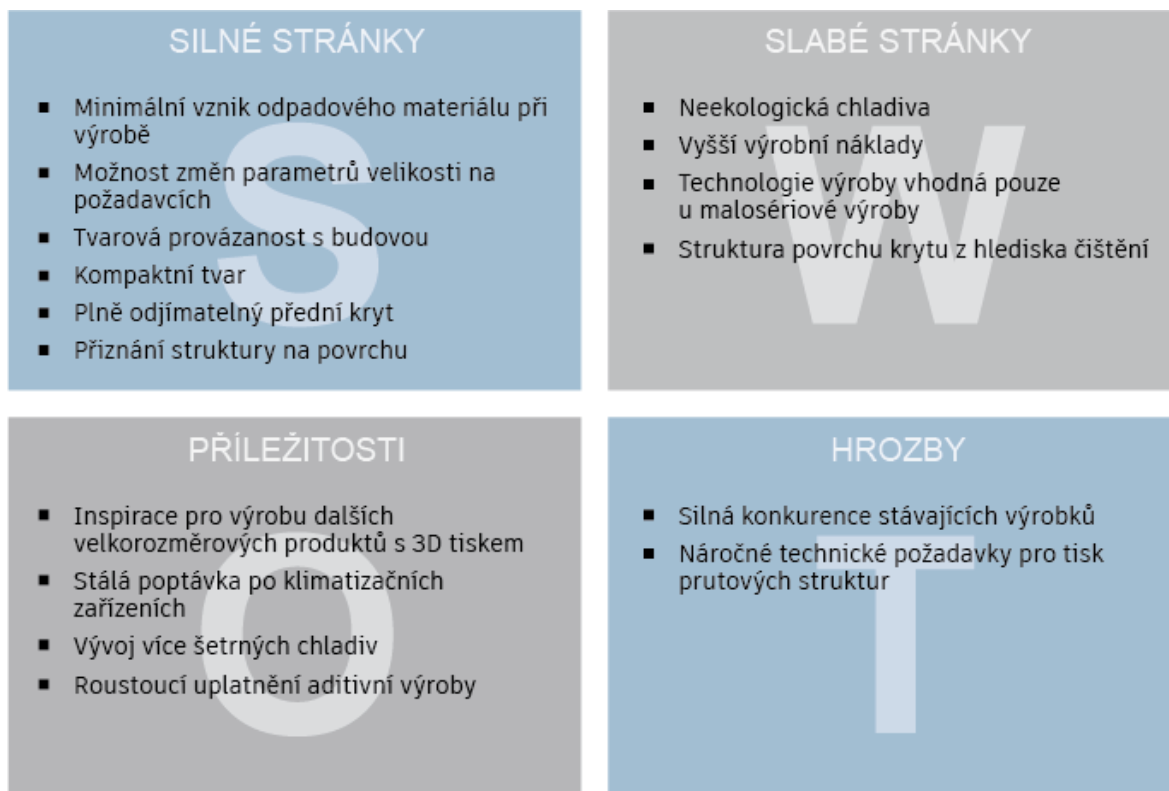 SILNÉ STRÁNKY
S
▪ Minimální vznik odpadového materiálu při
výrobě
▪ Možnost změn parametrů velikosti na
požadavcích
▪ Tvarová provázanost s budovou
▪ Kompaktní tvar
▪ Plně odjímatelný přední kryt
▪ Přiznání struktury na povrchu
SLABÉ STRÁNKY
W
▪ Neekologická chladiva
▪ Vyšší výrobní náklady
▪ Technologie výroby vhodná pouze
u malosériové výroby
▪ Struktura povrchu krytu z hlediska čištění
PŘÍLEŽITOSTI
O
▪ Inspirace pro výrobu dalších
velkorozměrových produktů s 3D tiskem
▪ Stálá poptávka po klimatizačních
zařízeních
▪ Vývoj více šetrných chladiv
▪ Roustoucí uplatnění aditivní výroby
HROZBY
T
▪ Silná konkurence stávajících výrobků
▪ Náročné technické požadavky pro tisk
prutových struktur